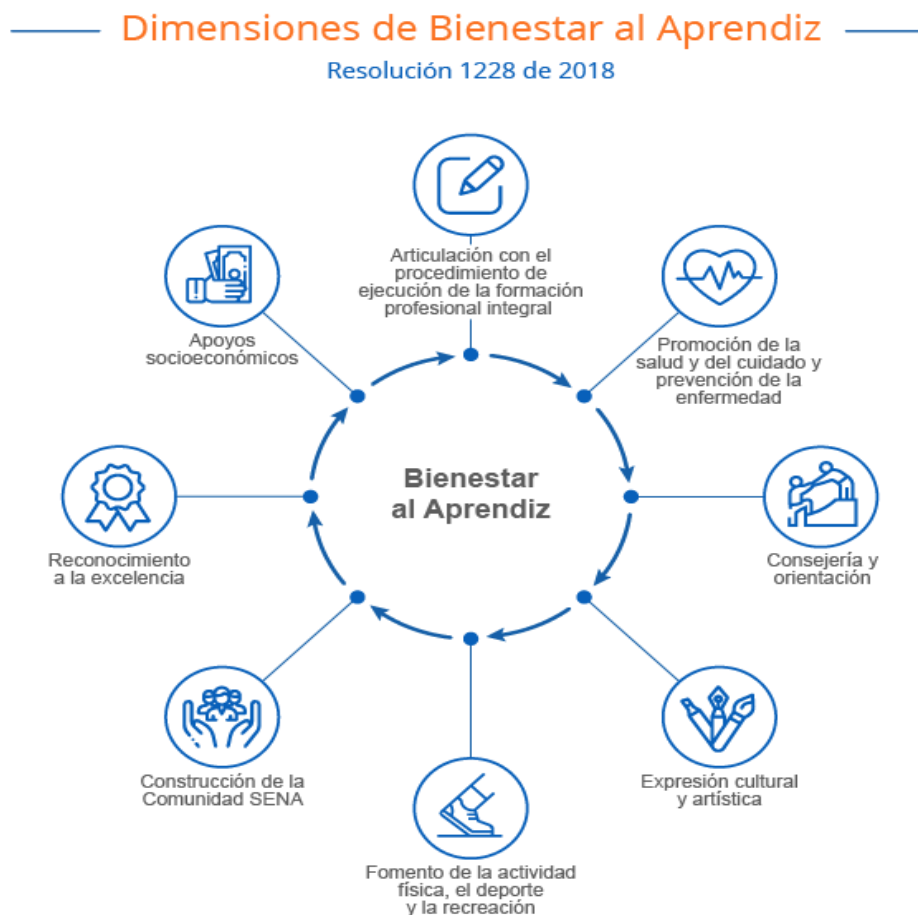 Dimensiones de Bienestar al Aprendiz
Resolución 1228 de 2018
Articulación con el
procedimiento de
ejecución de la formación
profesional integral
Promoción de la
salud y del cuidado y
prevención de la
enfermedad
Consejería y
orientación
Expresión cultural
y artística
Fomento de la actividad
física, el deporte
y la recreación
Construcción de la
Comunidad SENA
Reconocimiento
a la excelencia
Apoyos
socioeconómicos
Bienestar
al Aprendiz